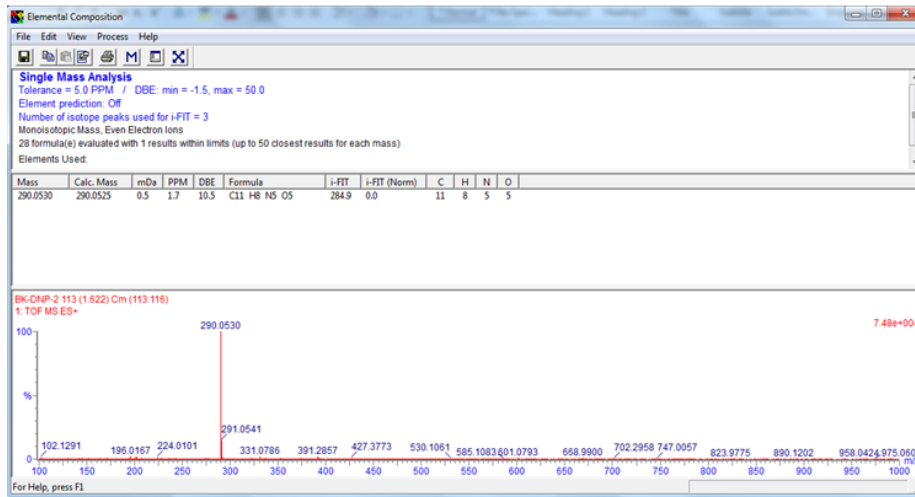 Elemental Composition
File Edit View Process Help
M
Single Mass Analysis
Tolerance = 5.0 PPM / DBE: min = -1.5, max = 50.0
Element prediction: Off
Number of isotope peaks used for i-FIT = 3
Monoisotopic Mass, Even Electron Ions
28 formula(e) evaluated with 1 results within limits (up to 50 closest results for each mass)
Elements Used:
Mass Calc. Mass mDa PPM DBE Formula i-FIT i-FIT (Norm) C H N O
290.0530 290.0525 0.5 1.7 10.5 C11 H8 N5 O5 284.9 0.0 11 8 5 5
BK-DNP-2 113 (1.622) Cm (113:116)
1: TOF MS ES+
7.48e+00
290.0530
100
%
291.0541
102.1291 196.0167 224.0101 331.0786 391.2857 427.3773 530.1061 585.1083 601.0793 668.9900 702.2958 747.0057 823.9775 890.1202 958.0424 975.060
0
100 150 200 250 300 350 400 450 500 550 600 650 700 750 800 850 900 950 1000
For Help, press F1